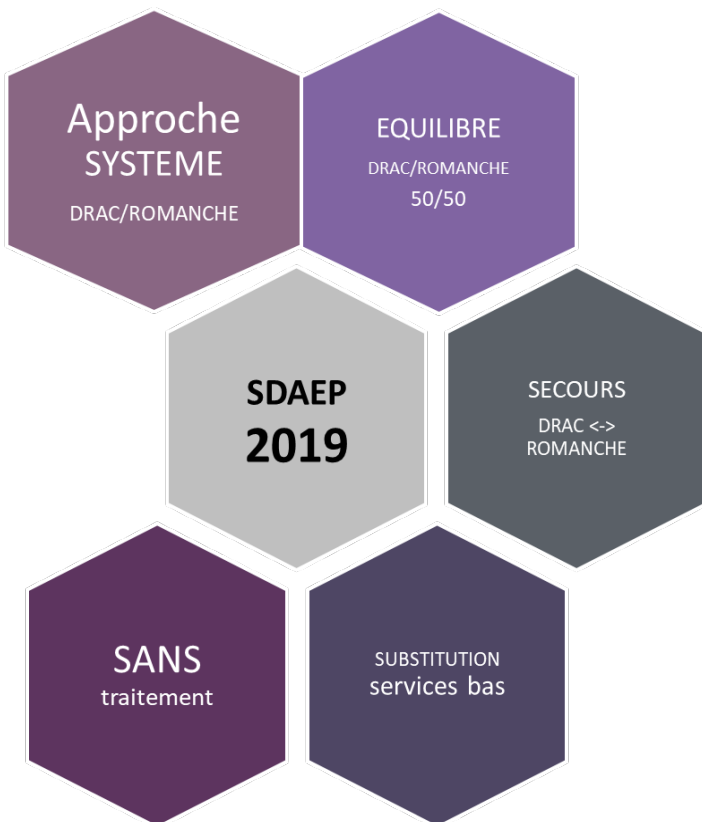 Approche
SYSTEME
DRAC/ROMANCHE
EQUILIBRE
DRAC/ROMANCHE
50/50
SDAEP
2019
SECOURS
DRAC <->
ROMANCHE
SANS
traitement
SUBSTITUTION
services bas